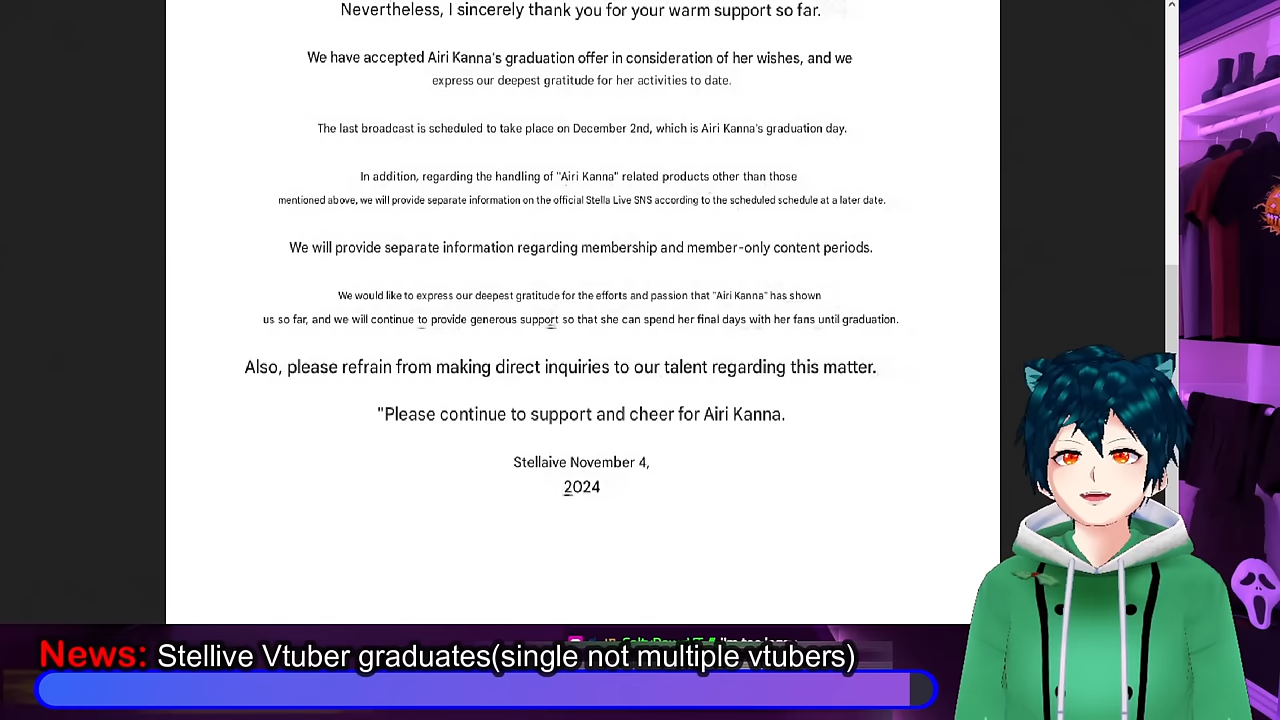 Nevertheless, I sincerely thank you for your warm support so far.
We have accepted Airi Kanna's graduation offer in consideration of her wishes, and we
express our deepest gratitude for her activities to date.
The last broadcast is scheduled to take place on December 2nd, which is Airi Kanna's graduation day.
In addition, regarding the handling of "Airi Kanna" related products other than those
mentioned above, we will provide separate information on the official Stella Live SNS according to the scheduled schedule at a later date.
We will provide separate information regarding membership and member-only content periods.
We would like to express our deepest gratitude for the efforts and passion that "Airi Kanna" has shown
us so far, and we will continue to provide generous support so that she can spend her final days with her fans until graduation.
Also, please refrain from making direct inquiries to our talent regarding this matter.
"Please continue to support and cheer for Airi Kanna.
Stellaive November 4,
2024
News: Stellive Vtuber graduates(single not multiple vtubers)